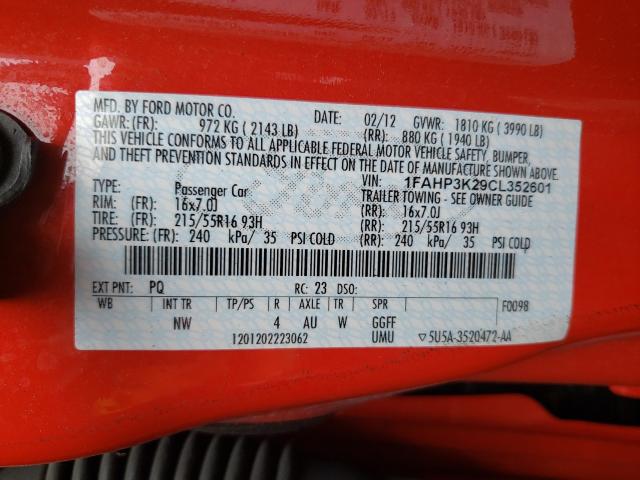 MFD. BY FORD MOTOR CO.
DATE: 02/12 GVWR: 1810 KG ( 3990 LB)
GAWR:(FR): 972 KG ( 2143 LB) (RR): 880 KG ( 1940 LB)
THIS VEHICLE CONFORMS TO ALL APPLICABLE FEDERAL MOTOR VEHICLE SAFETY, BUMPER,
AND THEFT PREVENTION STANDARDS IN EFFECT ON THE DATE OF MANUFACTURE SHOWN ABOVE.
VIN: 1FAHP3K29CL352601
TYPE: Passenger Car TRAILER TOWING - SEE OWNER GUIDE
RIM: (FR): 16x7.0J (RR): 16x7.0J
TIRE: (FR): 215/55R16 93H (RR): 215/55R16 93H
PRESSURE: (FR): 240 kPa/ 35 PSI COLD (RR): 240 kPa/ 35 PSI COLD
EXT PNT: PQ RC: 23 DSO:
WB INT TR TP/PS R AXLE TR SPR F0098
NW 4 AU W GGFF
1201202223062 UMU ▽5U5A-3520472-AA